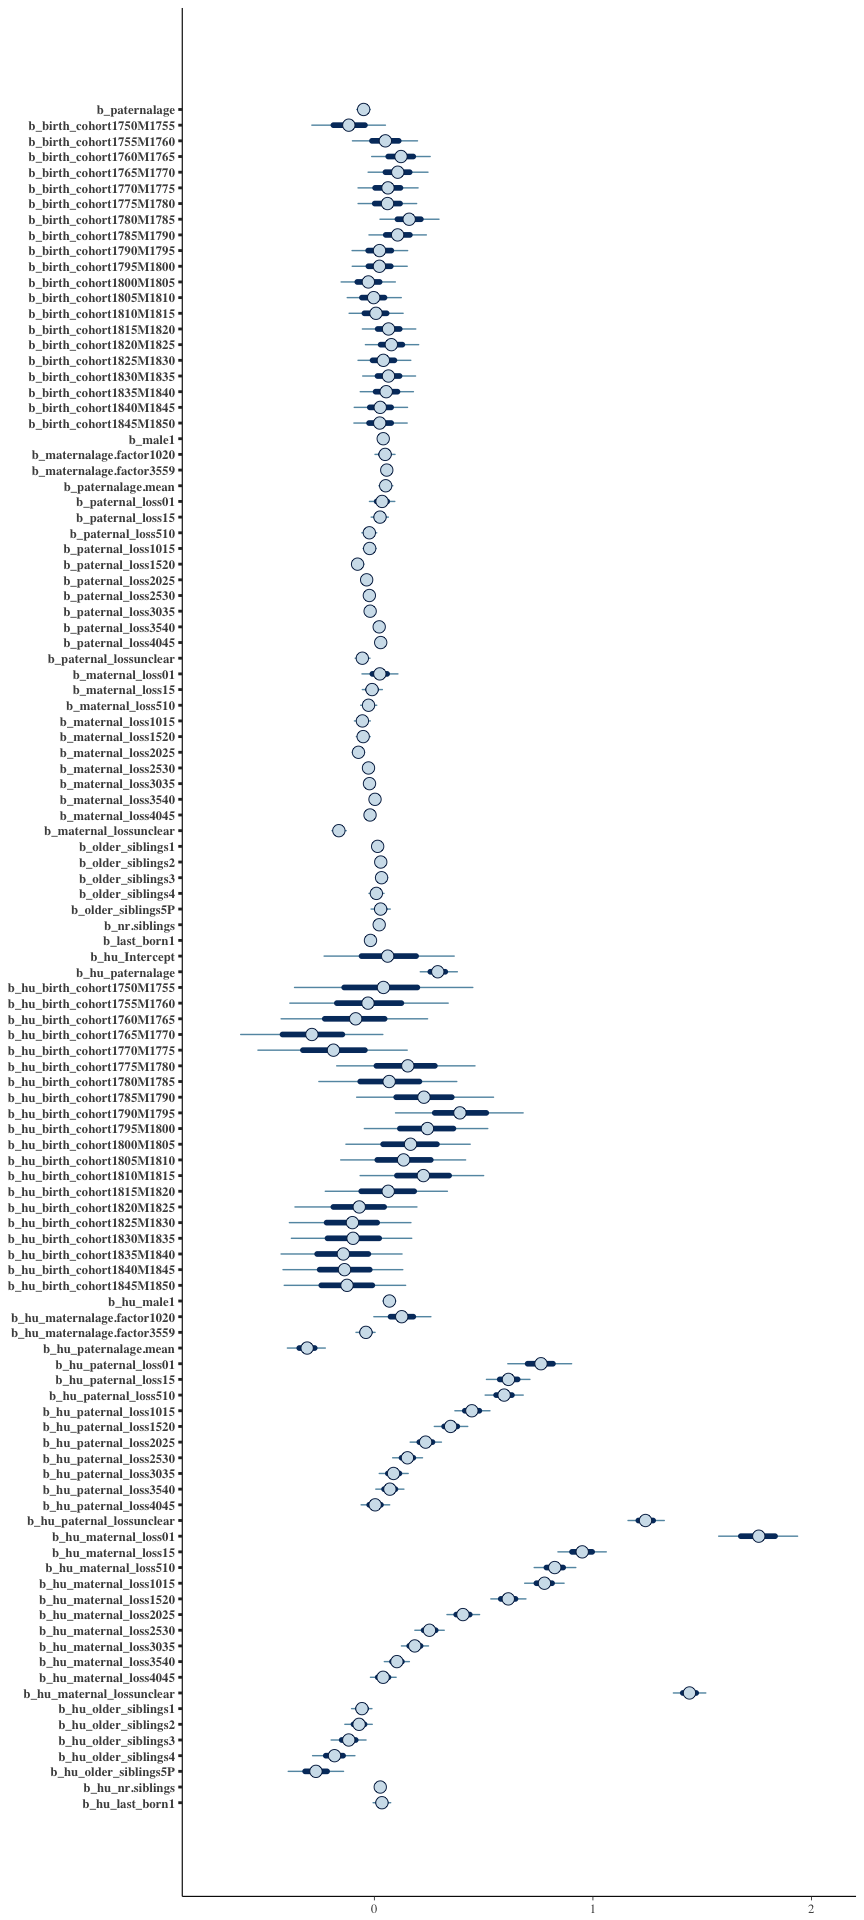 b_paternalage
b_birth_cohort1750M1755
b_birth_cohort1755M1760
b_birth_cohort1760M1765
b_birth_cohort1765M1770
b_birth_cohort1770M1775
b_birth_cohort1775M1780
b_birth_cohort1780M1785
b_birth_cohort1785M1790
b_birth_cohort1790M1795
b_birth_cohort1795M1800
b_birth_cohort1800M1805
b_birth_cohort1805M1810
b_birth_cohort1810M1815
b_birth_cohort1815M1820
b_birth_cohort1820M1825
b_birth_cohort1825M1830
b_birth_cohort1830M1835
b_birth_cohort1835M1840
b_birth_cohort1840M1845
b_birth_cohort1845M1850
b_male1
b_maternalage.factor1020
b_maternalage.factor3559
b_paternalage.mean
b_paternal_loss01
b_paternal_loss15
b_paternal_loss510
b_paternal_loss1015
b_paternal_loss1520
b_paternal_loss2025
b_paternal_loss2530
b_paternal_loss3035
b_paternal_loss3540
b_paternal_loss4045
b_paternal_lossunclear
b_maternal_loss01
b_maternal_loss15
b_maternal_loss510
b_maternal_loss1015
b_maternal_loss1520
b_maternal_loss2025
b_maternal_loss2530
b_maternal_loss3035
b_maternal_loss3540
b_maternal_loss4045
b_maternal_lossunclear
b_older_siblings1
b_older_siblings2
b_older_siblings3
b_older_siblings4
b_older_siblings5P
b_nr.siblings
b_last_born1
b_hu_Intercept
b_hu_paternalage
b_hu_birth_cohort1750M1755
b_hu_birth_cohort1755M1760
b_hu_birth_cohort1760M1765
b_hu_birth_cohort1765M1770
b_hu_birth_cohort1770M1775
b_hu_birth_cohort1775M1780
b_hu_birth_cohort1780M1785
b_hu_birth_cohort1785M1790
b_hu_birth_cohort1790M1795
b_hu_birth_cohort1795M1800
b_hu_birth_cohort1800M1805
b_hu_birth_cohort1805M1810
b_hu_birth_cohort1810M1815
b_hu_birth_cohort1815M1820
b_hu_birth_cohort1820M1825
b_hu_birth_cohort1825M1830
b_hu_birth_cohort1830M1835
b_hu_birth_cohort1835M1840
b_hu_birth_cohort1840M1845
b_hu_birth_cohort1845M1850
b_hu_male1
b_hu_maternalage.factor1020
b_hu_maternalage.factor3559
b_hu_paternalage.mean
b_hu_paternal_loss01
b_hu_paternal_loss15
b_hu_paternal_loss510
b_hu_paternal_loss1015
b_hu_paternal_loss1520
b_hu_paternal_loss2025
b_hu_paternal_loss2530
b_hu_paternal_loss3035
b_hu_paternal_loss3540
b_hu_paternal_loss4045
b_hu_paternal_lossunclear
b_hu_maternal_loss01
b_hu_maternal_loss15
b_hu_maternal_loss510
b_hu_maternal_loss1015
b_hu_maternal_loss1520
b_hu_maternal_loss2025
b_hu_maternal_loss2530
b_hu_maternal_loss3035
b_hu_maternal_loss3540
b_hu_maternal_loss4045
b_hu_maternal_lossunclear
b_hu_older_siblings1
b_hu_older_siblings2
b_hu_older_siblings3
b_hu_older_siblings4
b_hu_older_siblings5P
b_hu_nr.siblings
b_hu_last_born1
0 1 2